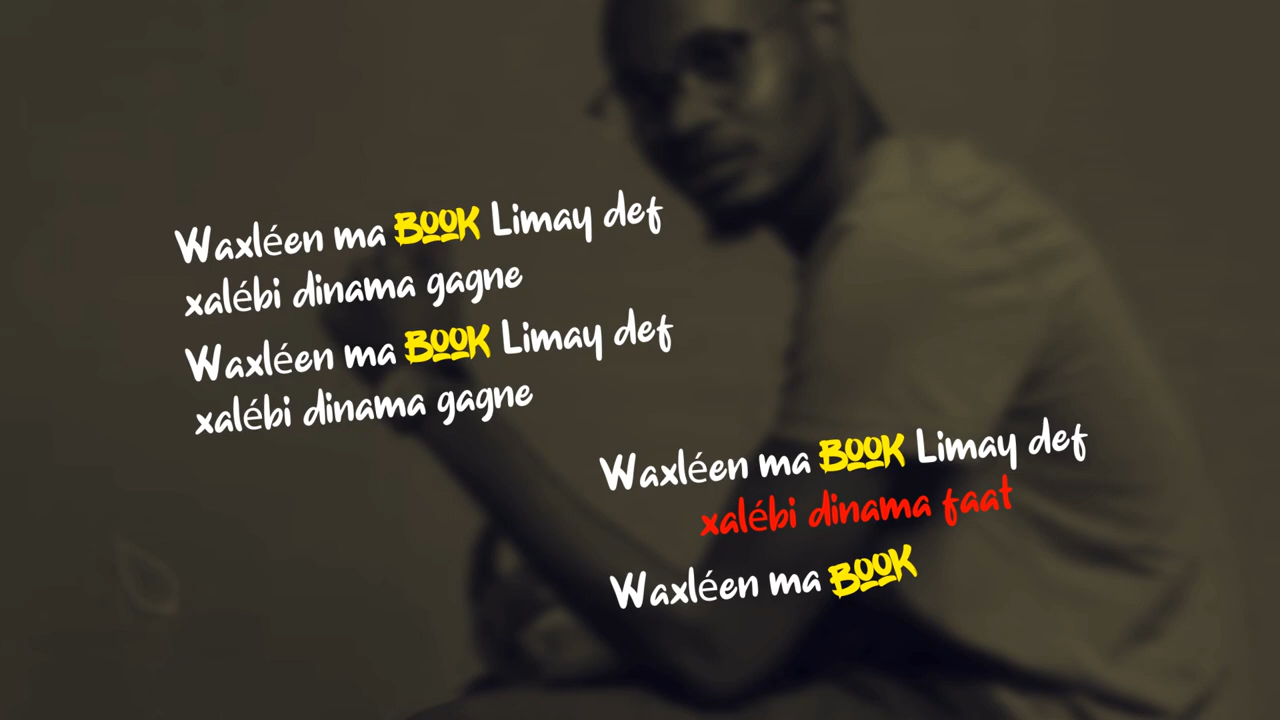 Waxléen ma BOOK Limay def
xalébi dinama gagne
Waxléen ma BOOK Limay def
xalébi dinama gagne
Waxléen ma BOOK Limay def
xalébi dinama faat
Waxléen ma BOOK